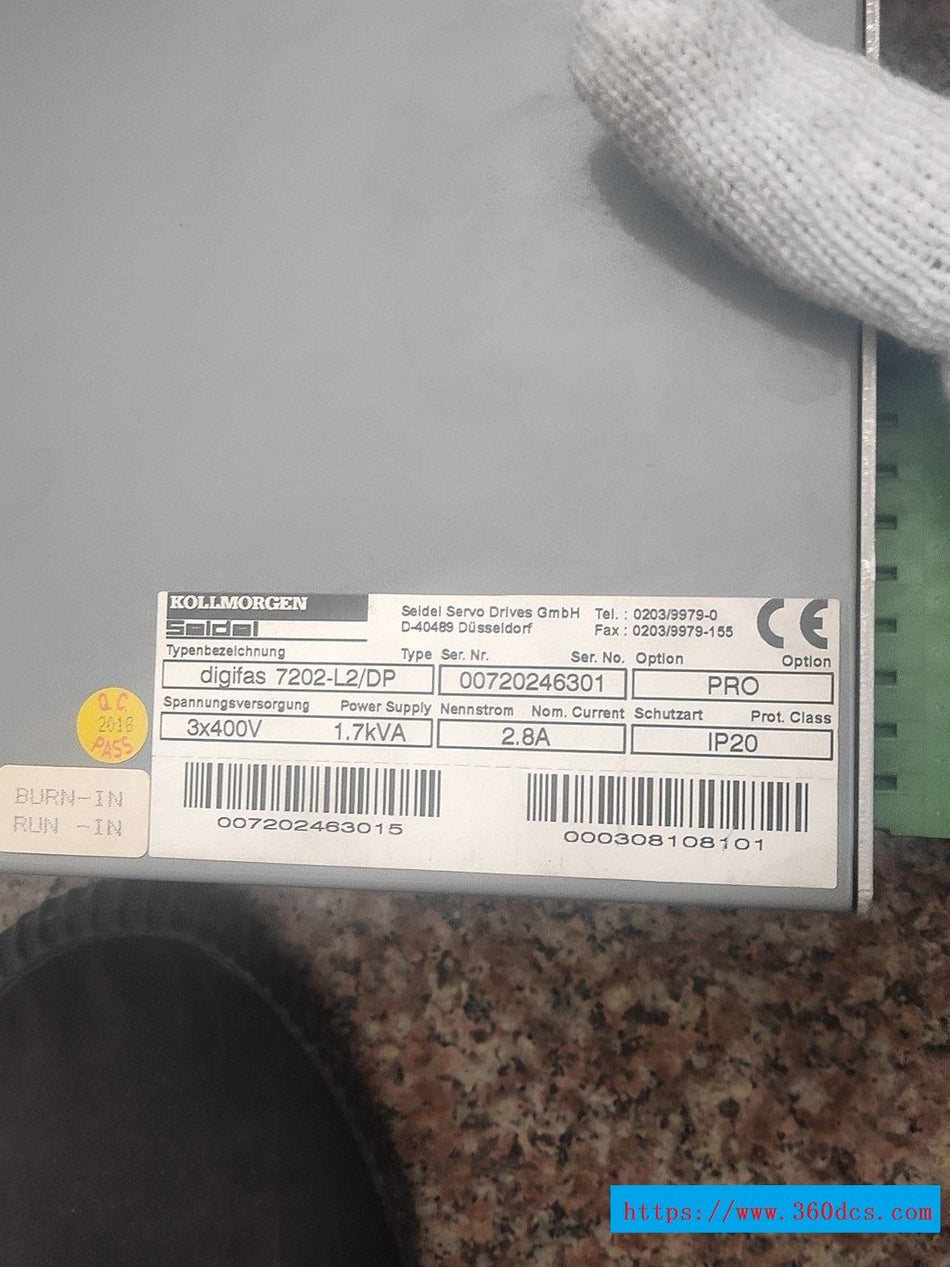 KOLLMORGEN
Seidel
Seidel Servo Drives GmbH
D-40489 Düsseldorf
Tel. : 0203/9979-0
Fax : 0203/9979-155
CE
Typenbezeichnung Type
digifas 7202-L2/DP
Ser. Nr. Ser. No.
00720246301
Option Option
PRO
Spannungsversorgung Power Supply
3x400V 1.7kVA
Nennstrom Nom. Current
2.8A
Schutzart Prot. Class
IP20
007202463015
000308108101
Q.C
2018
PASS
BURN-IN
RUN -IN
https://www.360dcs.com